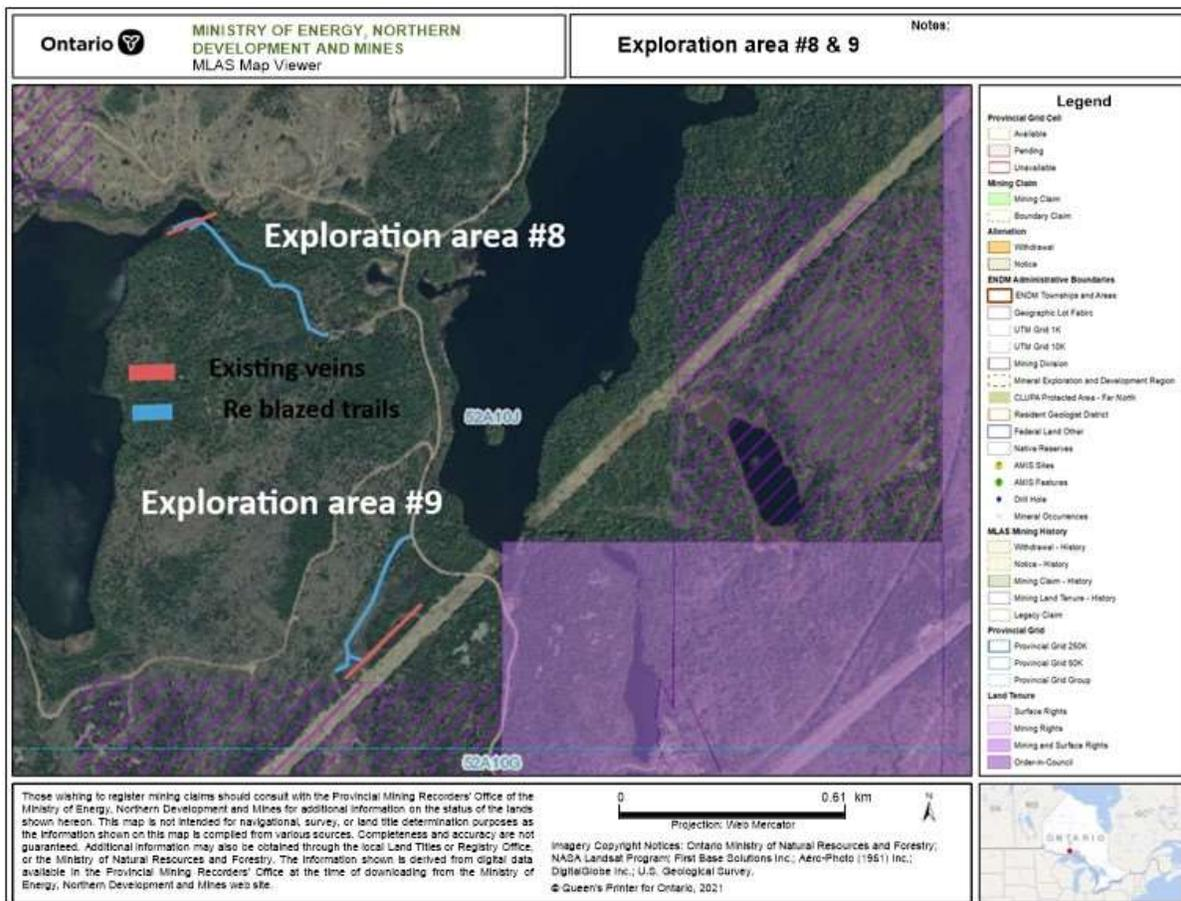 Ontario
MINISTRY OF ENERGY, NORTHERN
DEVELOPMENT AND MINES
MLAS Map Viewer
Notes:
Exploration area #8 & 9
Exploration area #8
Existing veins
Re blazed trails
52A10J
Exploration area #9
52A10G
Legend
Provincial Grid Cell
Available
Pending
Unavailable
Mining Claim
Mining Claim
Boundary Claim
Alienation
Withdrawal
Notice
ENDM Administrative Boundaries
ENDM Townships and Areas
Geographic Lot Fabric
UTM Grid 1K
UTM Grid 10K
Mining Division
Mineral Exploration and Development Region
CLUPA Protected Area - Far North
Resident Geologist District
Federal Land Other
Native Reserves
AMIS Sites
AMIS Features
Drill Hole
Mineral Occurrences
MLAS Mining History
Withdrawal - History
Notice - History
Mining Claim - History
Mining Land Tenure - History
Legacy Claim
Provincial Grid
Provincial Grid 250K
Provincial Grid 50K
Provincial Grid Group
Land Tenure
Surface Rights
Mining Rights
Mining and Surface Rights
Order-in-Council
Those wishing to register mining claims should consult with the Provincial Mining Recorders' Office of the
Ministry of Energy, Northern Development and Mines for additional information on the status of the lands
shown hereon. This map is not intended for navigational, survey, or land title determination purposes as
the information shown on this map is compiled from various sources. Completeness and accuracy are not
guaranteed. Additional information may also be obtained through the local Land Titles or Registry Office,
or the Ministry of Natural Resources and Forestry. The information shown is derived from digital data
available in the Provincial Mining Recorders' Office at the time of downloading from the Ministry of
Energy, Northern Development and Mines web site.
0 0.61 km
Projection: Web Mercator
N
Imagery Copyright Notices: Ontario Ministry of Natural Resources and Forestry;
NASA Landsat Program; First Base Solutions Inc.; Aéro-Photo (1961) Inc.;
DigitalGlobe Inc.; U.S. Geological Survey.
© Queen's Printer for Ontario, 2021
ONTARIO